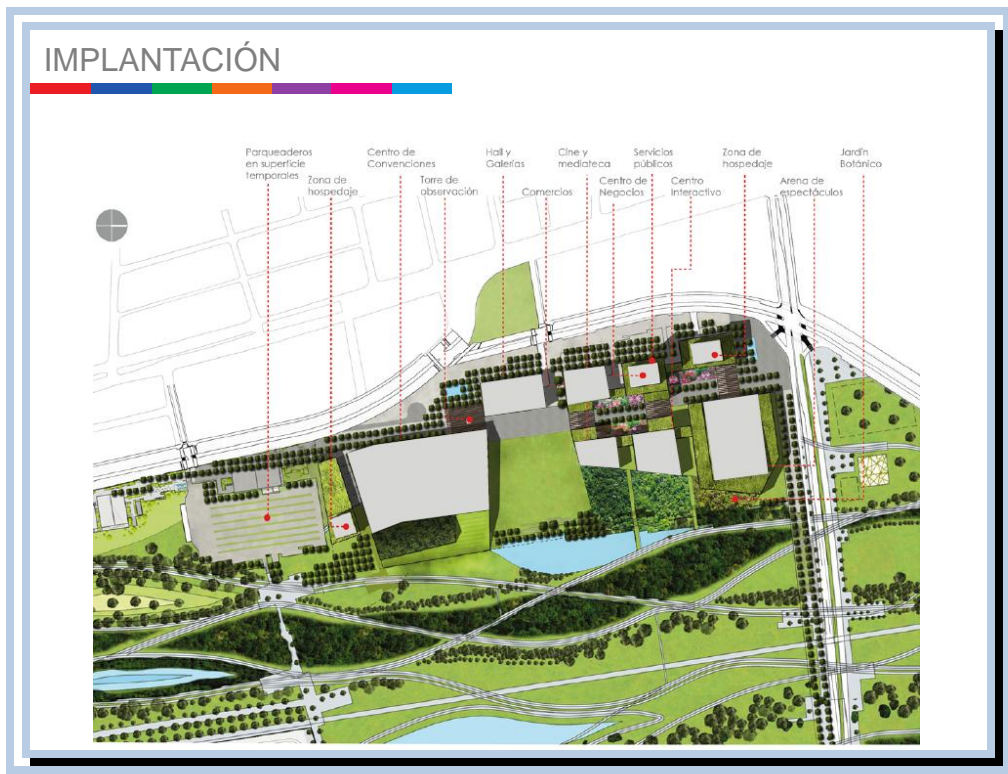 IMPLANTACIÓN
Parqueaderos
en superficie
temporales
Zona de
hospedaje
Centro de
Convenciones
Torre de
observación
Hall y
Galerías
Comercios
Cine y
mediateca
Centro de
Negocios
Servicios
públicos
Centro
Interactivo
Zona de
hospedaje
Arena de
espectáculos
Jardín
Botánico